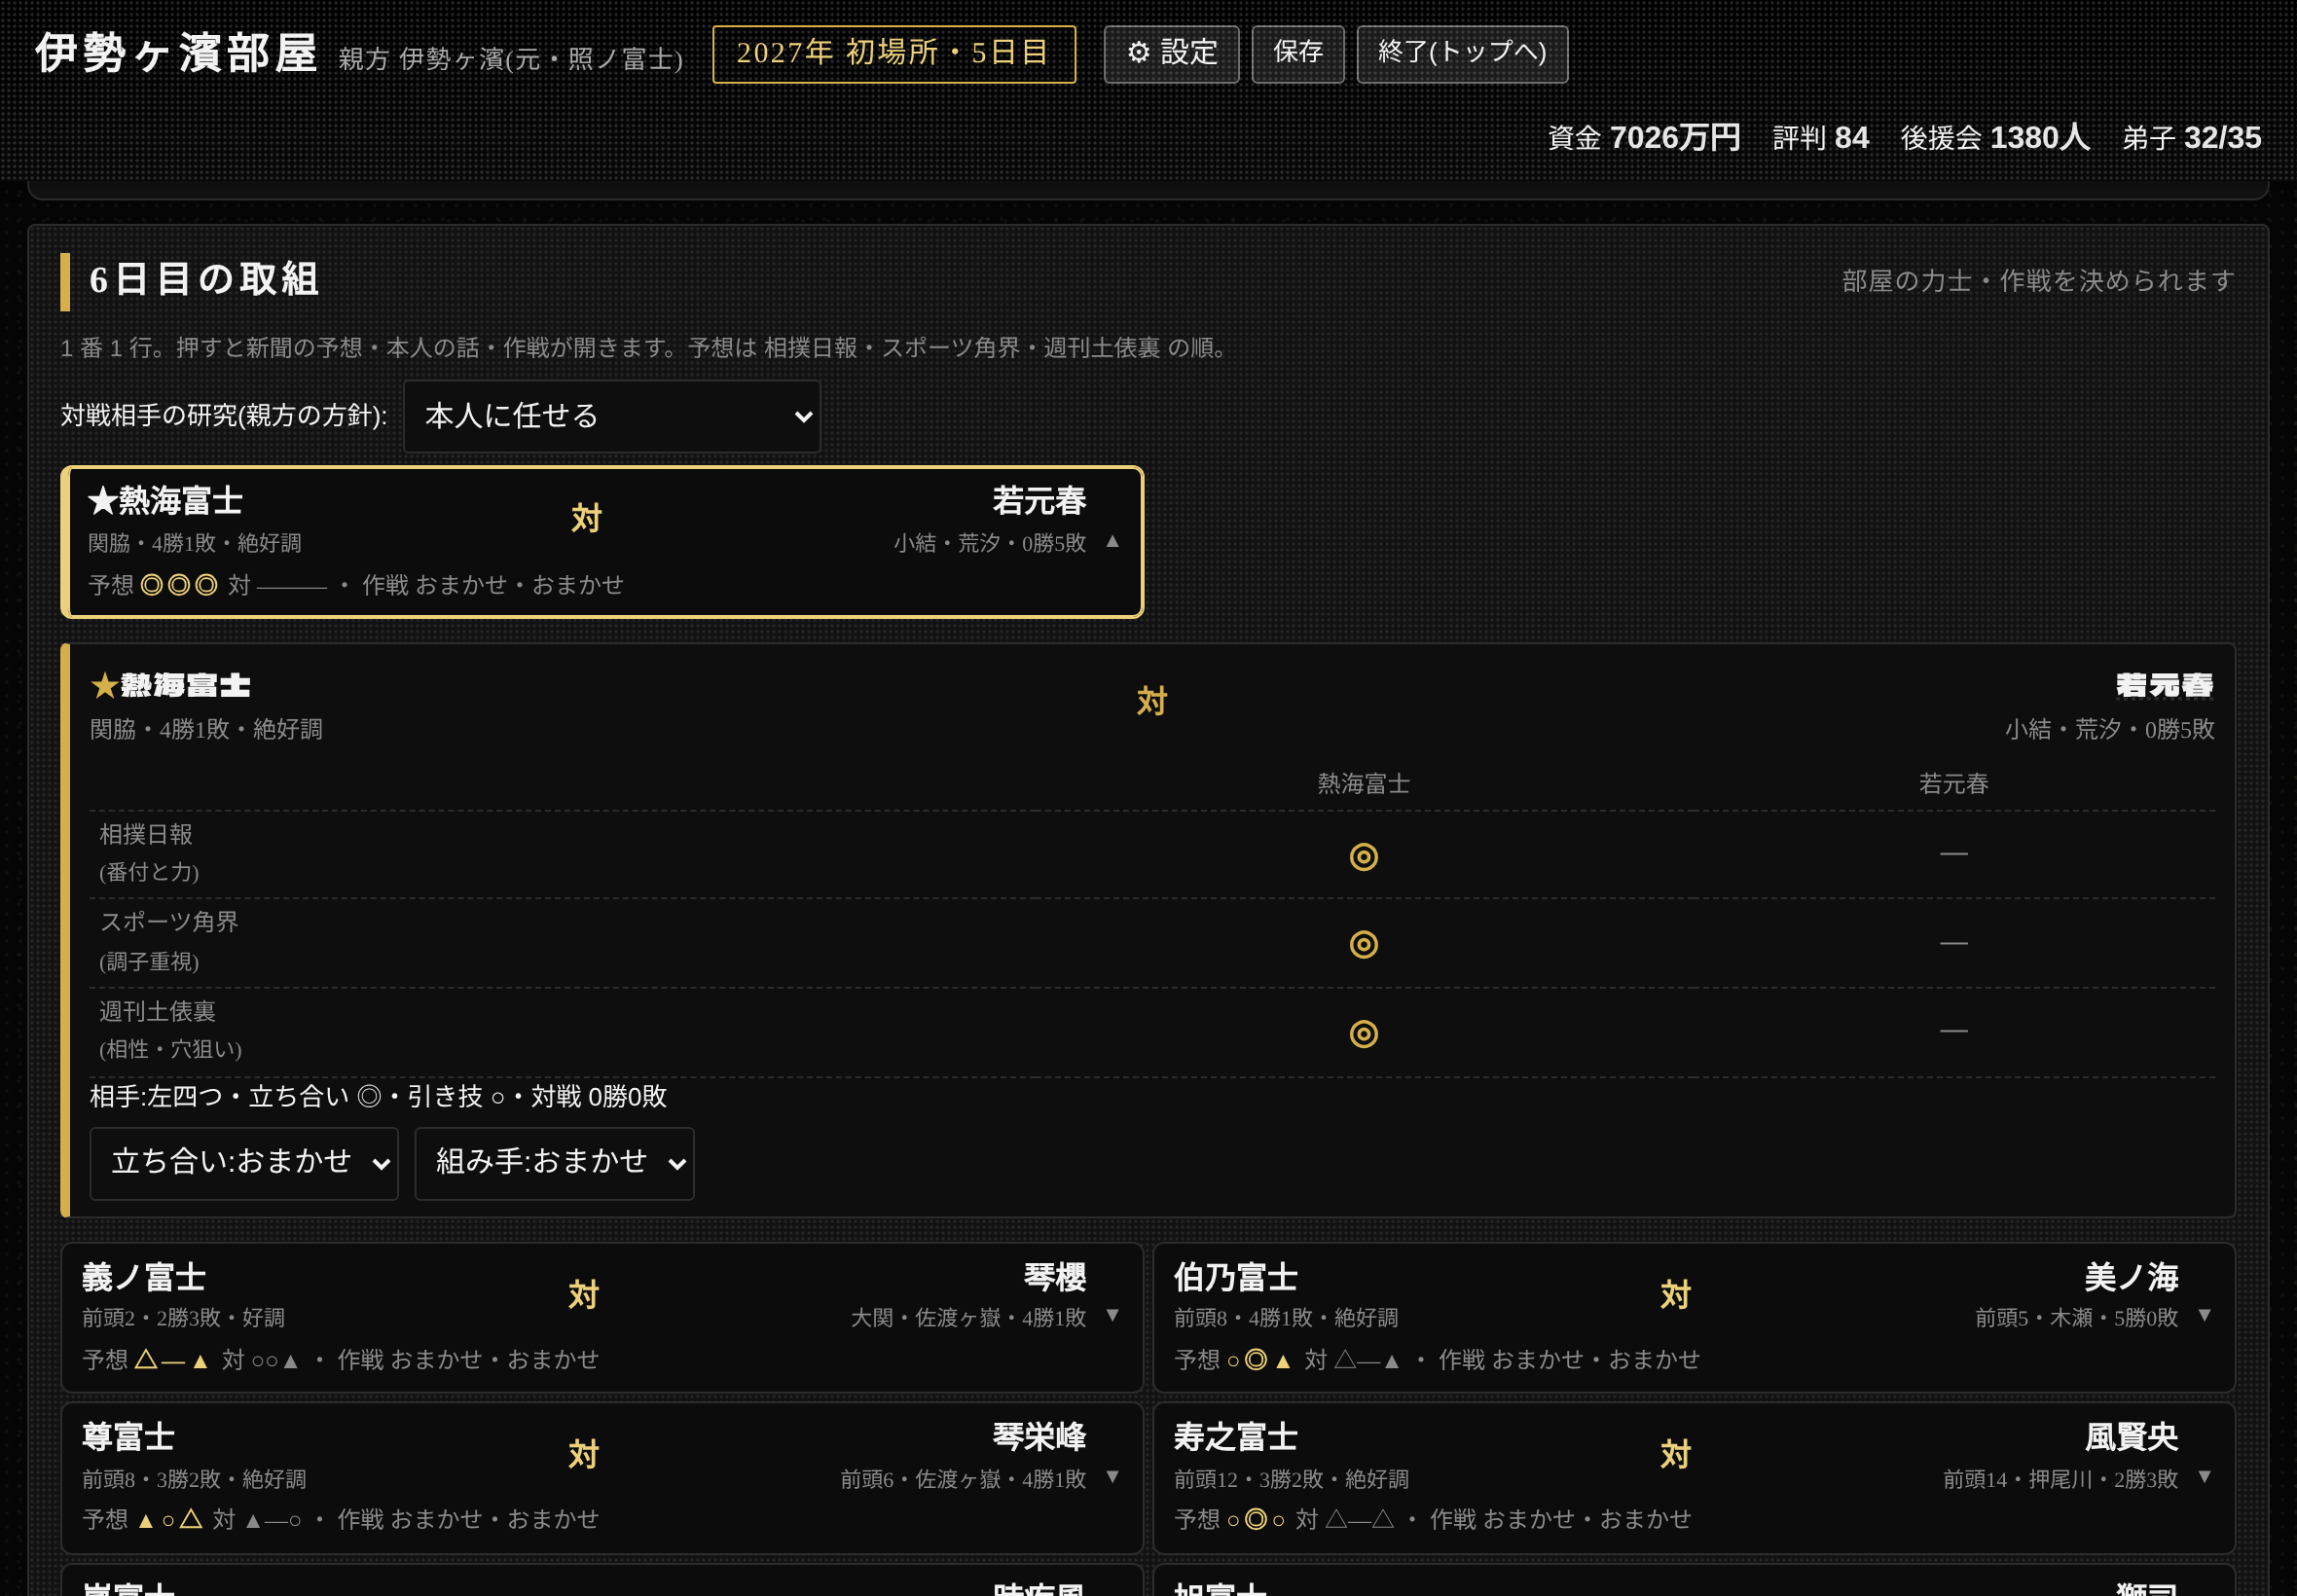 伊勢ヶ濱部屋 親方 伊勢ヶ濱(元・照ノ富士) 2027年 初場所・5日目 ⚙ 設定 保存 終了(トップへ)
資金 7026万円 評判 84 後援会 1380人 弟子 32/35
6日目の取組 部屋の力士・作戦を決められます
1 番 1 行。押すと新聞の予想・本人の話・作戦が開きます。予想は 相撲日報・スポーツ角界・週刊土俵裏 の順。
対戦相手の研究(親方の方針): 本人に任せる
★熱海富士 対 若元春
関脇・4勝1敗・絶好調 小結・荒汐・0勝5敗 ▲
予想 ◎◎◎ 対 ――― ・ 作戦 おまかせ・おまかせ
★熱海富士 対 若元春
関脇・4勝1敗・絶好調 小結・荒汐・0勝5敗
熱海富士 若元春
相撲日報
(番付と力) ◎ ―
スポーツ角界
(調子重視) ◎ ―
週刊土俵裏
(相性・穴狙い) ◎ ―
相手:左四つ・立ち合い ◎・引き技 ○・対戦 0勝0敗
立ち合い:おまかせ 組み手:おまかせ
義ノ富士 対 琴櫻
前頭2・2勝3敗・好調 大関・佐渡ヶ嶽・4勝1敗 ▼
予想 △―▲ 対 ○○▲ ・ 作戦 おまかせ・おまかせ
伯乃富士 対 美ノ海
前頭8・4勝1敗・絶好調 前頭5・木瀬・5勝0敗 ▼
予想 ○◎▲ 対 △―▲ ・ 作戦 おまかせ・おまかせ
尊富士 対 琴栄峰
前頭8・3勝2敗・絶好調 前頭6・佐渡ヶ嶽・4勝1敗 ▼
予想 ▲○△ 対 ▲―○ ・ 作戦 おまかせ・おまかせ
寿之富士 対 風賢央
前頭12・3勝2敗・絶好調 前頭14・押尾川・2勝3敗 ▼
予想 ○◎○ 対 △―△ ・ 作戦 おまかせ・おまかせ